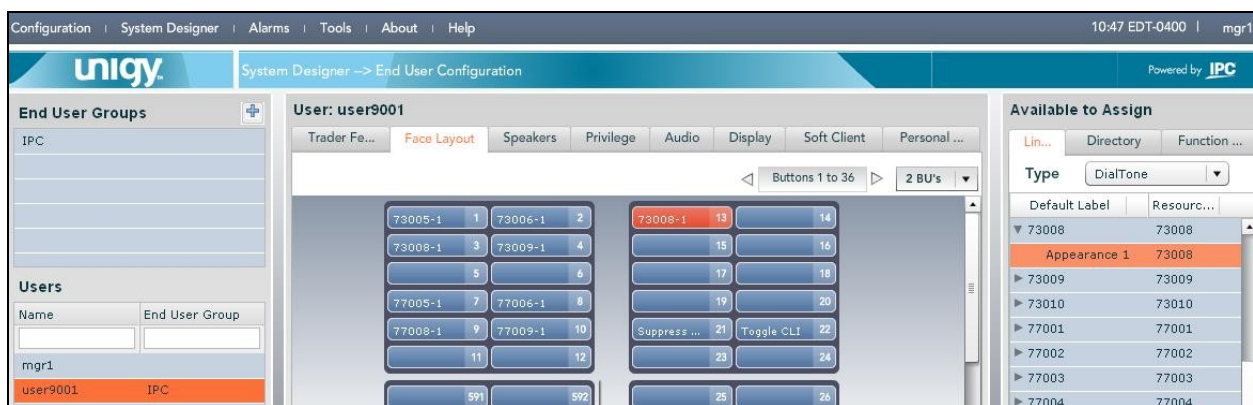 Configuration | System Designer | Alarms | Tools | About | Help
10:47 EDT-0400 | mgr1
unigy
System Designer --> End User Configuration
Powered by IPC
End User Groups
IPC
Users
Name End User Group
mgr1
user9001 IPC
User: user9001
Trader Fe... Face Layout Speakers Privilege Audio Display Soft Client Personal ...
Buttons 1 to 36 2 BU's
73005-1 1 73006-1 2
73008-1 3 73009-1 4
5 6
77005-1 7 77006-1 8
77008-1 9 77009-1 10
11 12
591 592
73008-1 13 14
15 16
17 18
19 20
Suppress ... 21 Toggle CLI 22
23 24
25 26
Available to Assign
Lin... Directory Function ...
Type DialTone
Default Label Resourc...
73008 73008
Appearance 1 73008
73009 73009
73010 73010
77001 77001
77002 77002
77003 77003
77004 77004